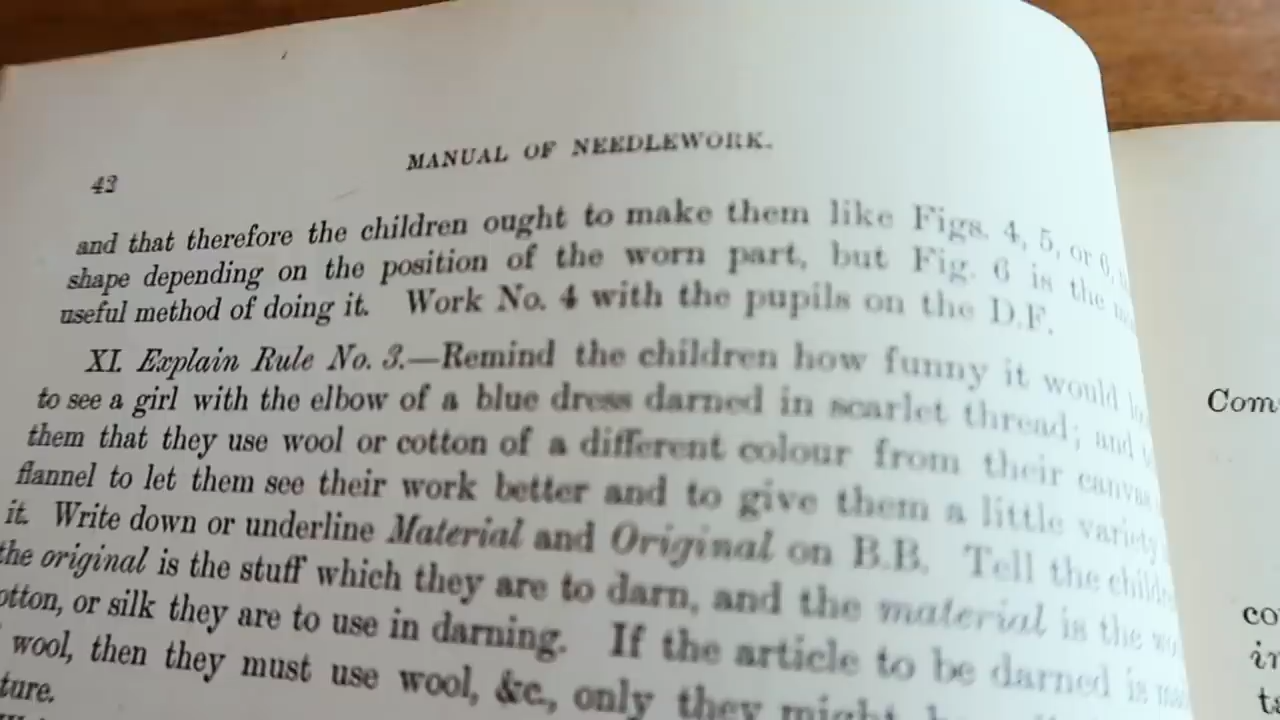 MANUAL OF NEEDLEWORK.
42
and that therefore the children ought to make them like Figs. 4, 5, or 6,
shape depending on the position of the worn part, but Fig. 6 is the
useful method of doing it. Work No. 4 with the pupils on the D.F.
XI. Explain Rule No. 3.—Remind the children how funny it would
to see a girl with the elbow of a blue dress darned in scarlet thread; and
them that they use wool or cotton of a different colour from their canvas
flannel to let them see their work better and to give them a little variety
it. Write down or underline Material and Original on B.B. Tell the
the original is the stuff which they are to darn, and the material is the
or silk they are to use in darning. If the article to be darned is
wool, then they must use wool, &c., only they might
Com
co
in